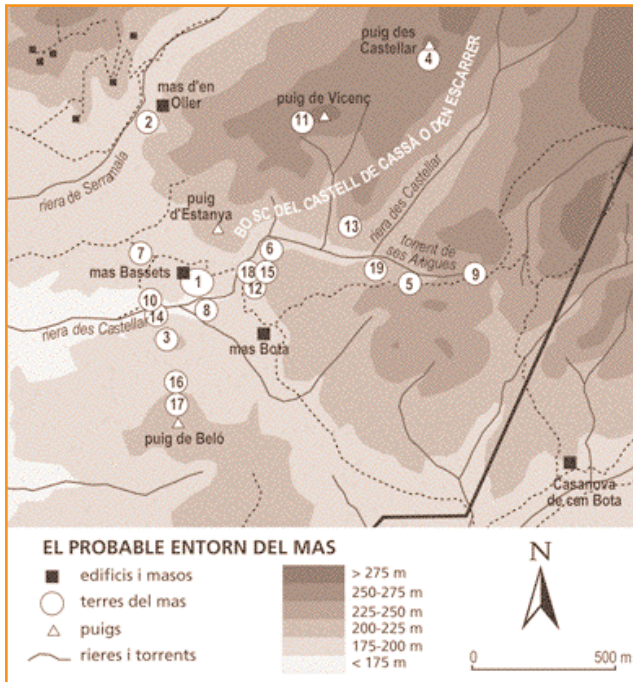 puig des
Castellar
4
mas d'en
Oller
puig de Vicenç
2
11
BOSC DEL CASTELL DE CASSÀ O D'EN ESCARRER
riera de Serramala
puig
d'Estanya
riera des Castellar
13
torrent de
ses Artigues
7
6
mas Bassets
18
15
19
9
1
5
12
10
8
14
riera des Castellar
3
mas Bota
16
17
puig de Beló
Casanova
de c'en Bota
EL PROBABLE ENTORN DEL MAS
edificis i masos
terres del mas
puigs
rieres i torrents
> 275 m
250-275 m
225-250 m
200-225 m
175-200 m
< 175 m
N
0 500 m